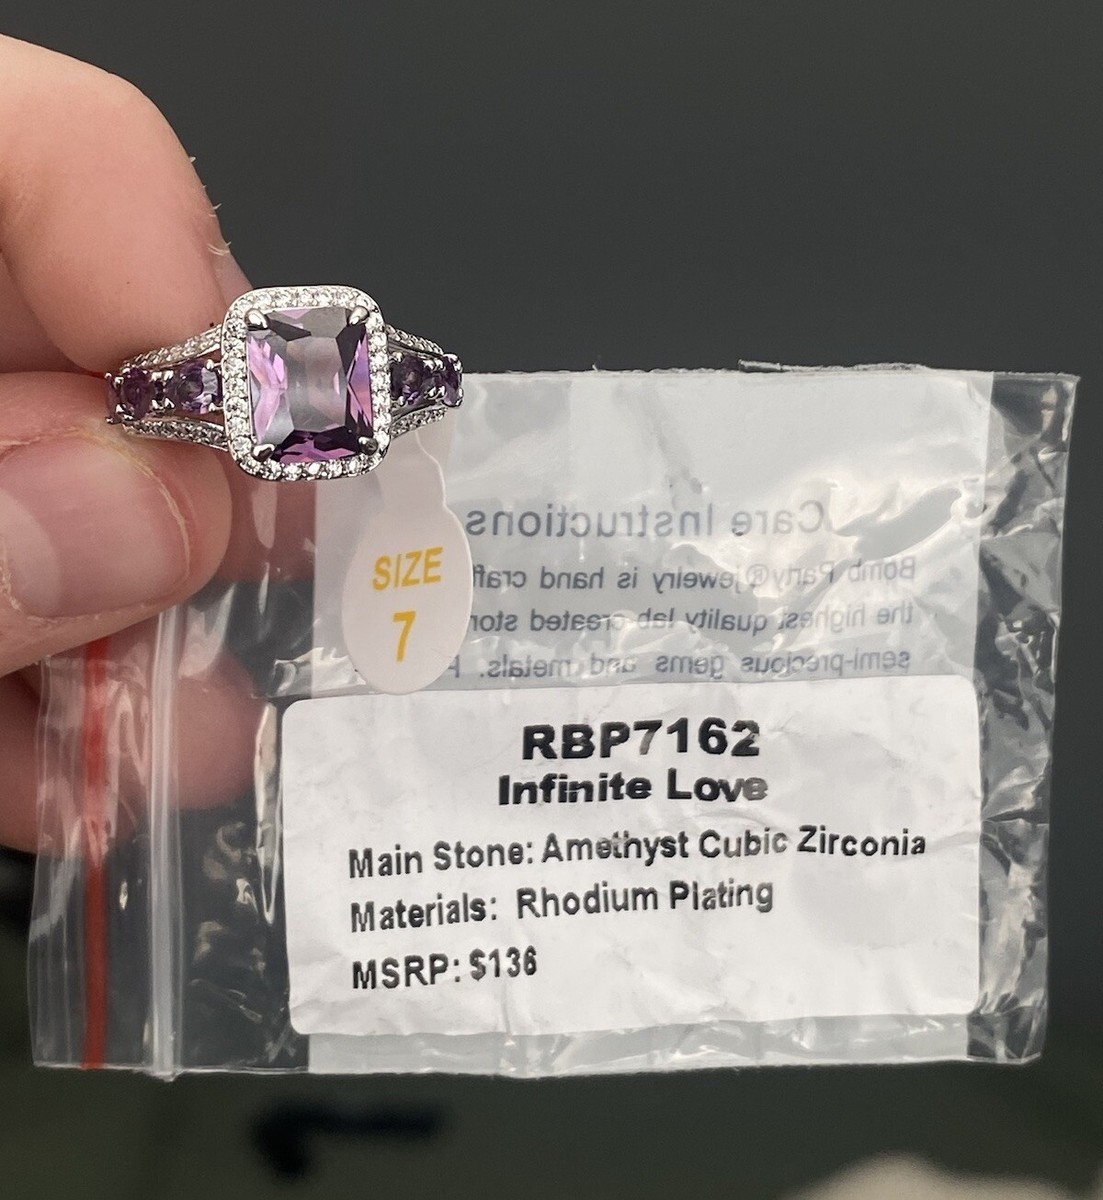 Care Instructions
Bomb Party® jewelry is hand craft
the highest quality lab created
semi-precious gems and metals.
SIZE
7
RBP7162
Infinite Love
Main Stone: Amethyst Cubic Zirconia
Materials: Rhodium Plating
MSRP: $136